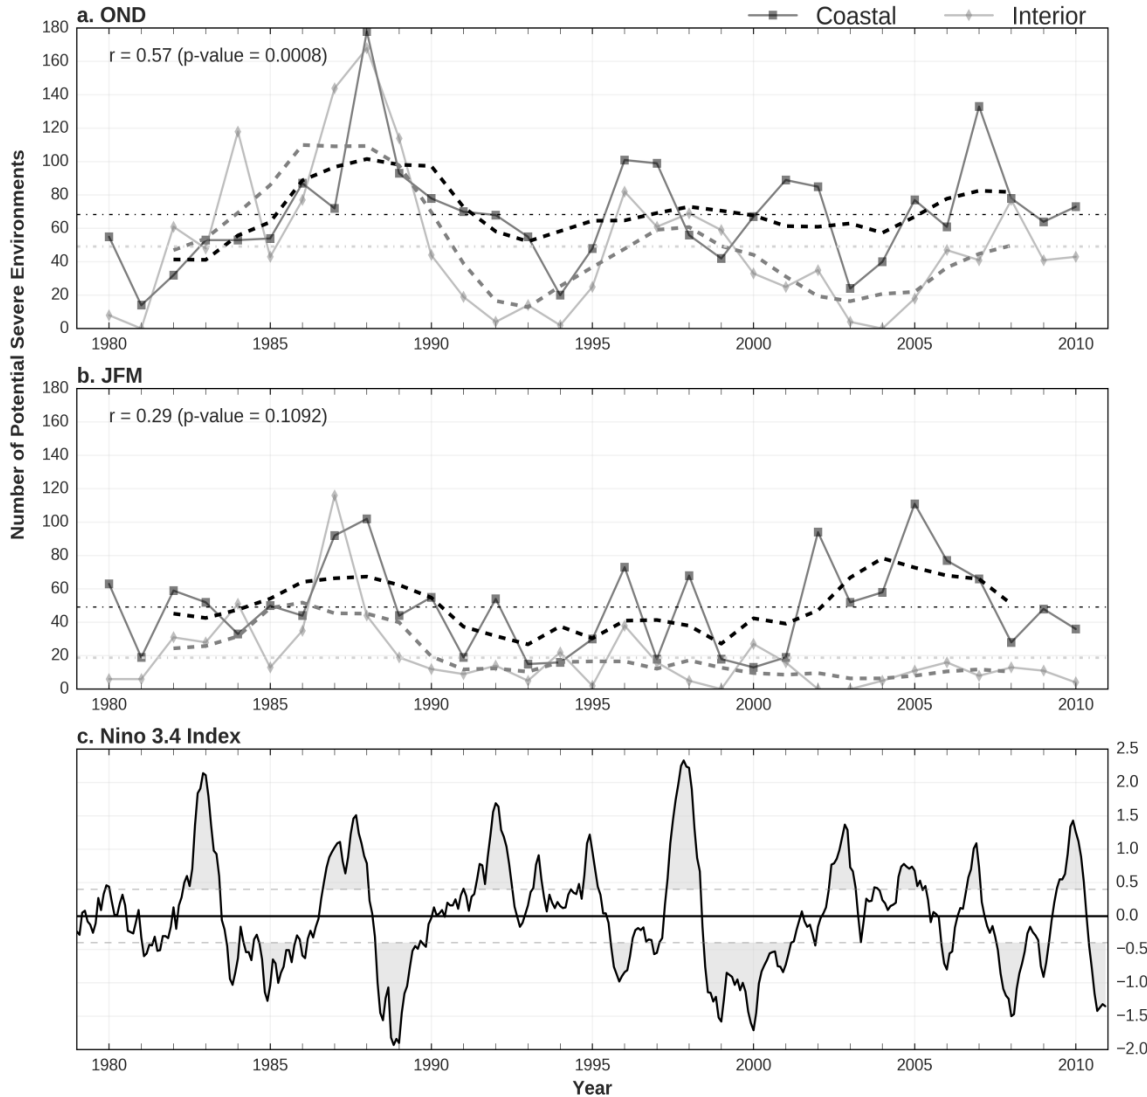 a. OND
Coastal
Interior
r = 0.57 (p-value = 0.0008)
180
160
140
120
100
80
60
40
20
0
1980 1985 1990 1995 2000 2005 2010
Number of Potential Severe Environments
b. JFM
r = 0.29 (p-value = 0.1092)
180
160
140
120
100
80
60
40
20
0
1980 1985 1990 1995 2000 2005 2010
c. Nino 3.4 Index
2.5
2.0
1.5
1.0
0.5
0.0
−0.5
−1.0
−1.5
−2.0
1980 1985 1990 1995 2000 2005 2010
Year